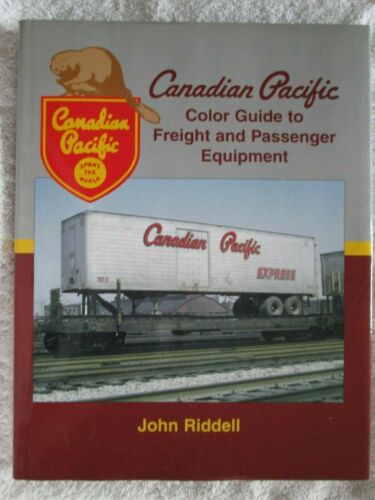 Canadian Pacific
Color Guide to
Freight and Passenger
Equipment
Canadian
Pacific
SPANS THE
WORLD
Canadian Pacific
EXPRESS
John Riddell